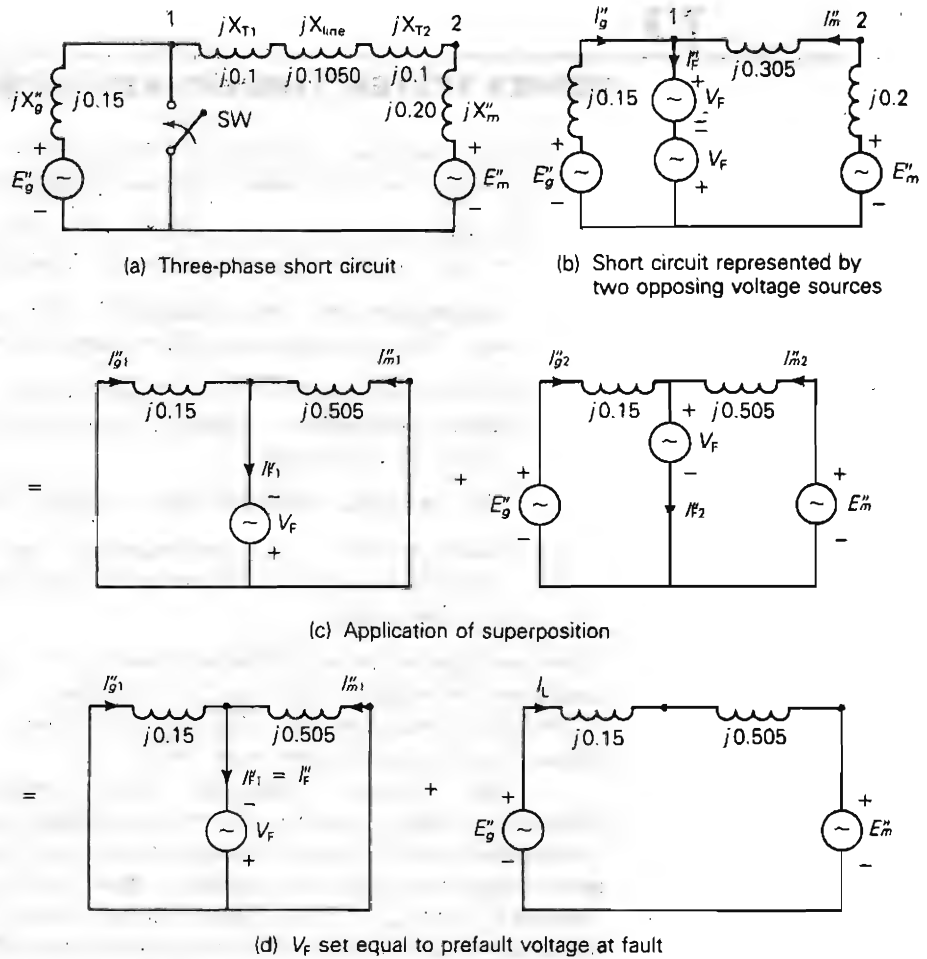 1 jX_T1 jX_line jX_T2 2
j0.1 j0.1050 j0.1
jX″_g j0.15
SW
j0.20 jX″_m
+ E″_g ~ −
+ ~ E″_m −
(a) Three-phase short circuit
I″_g 1 I″_m 2
I″_F
j0.305
j0.15
+ ~ V_F −
− ~ V_F +
j0.2
+ E″_g ~ −
+ ~ E″_m −
(b) Short circuit represented by
two opposing voltage sources
=
I″_g1 I″_m1
j0.15 j0.505
I″_F1
− ~ V_F +
+
I″_g2 I″_m2
j0.15 j0.505
+ ~ V_F −
I″_F2
+ E″_g ~ −
+ ~ E″_m −
(c) Application of superposition
=
I″_g1 I″_m1
j0.15 j0.505
I″_F1 = I″_F
− ~ V_F +
+
I_L
j0.15 j0.505
+ E″_g ~ −
+ ~ E″_m −
(d) V_F set equal to prefault voltage at fault